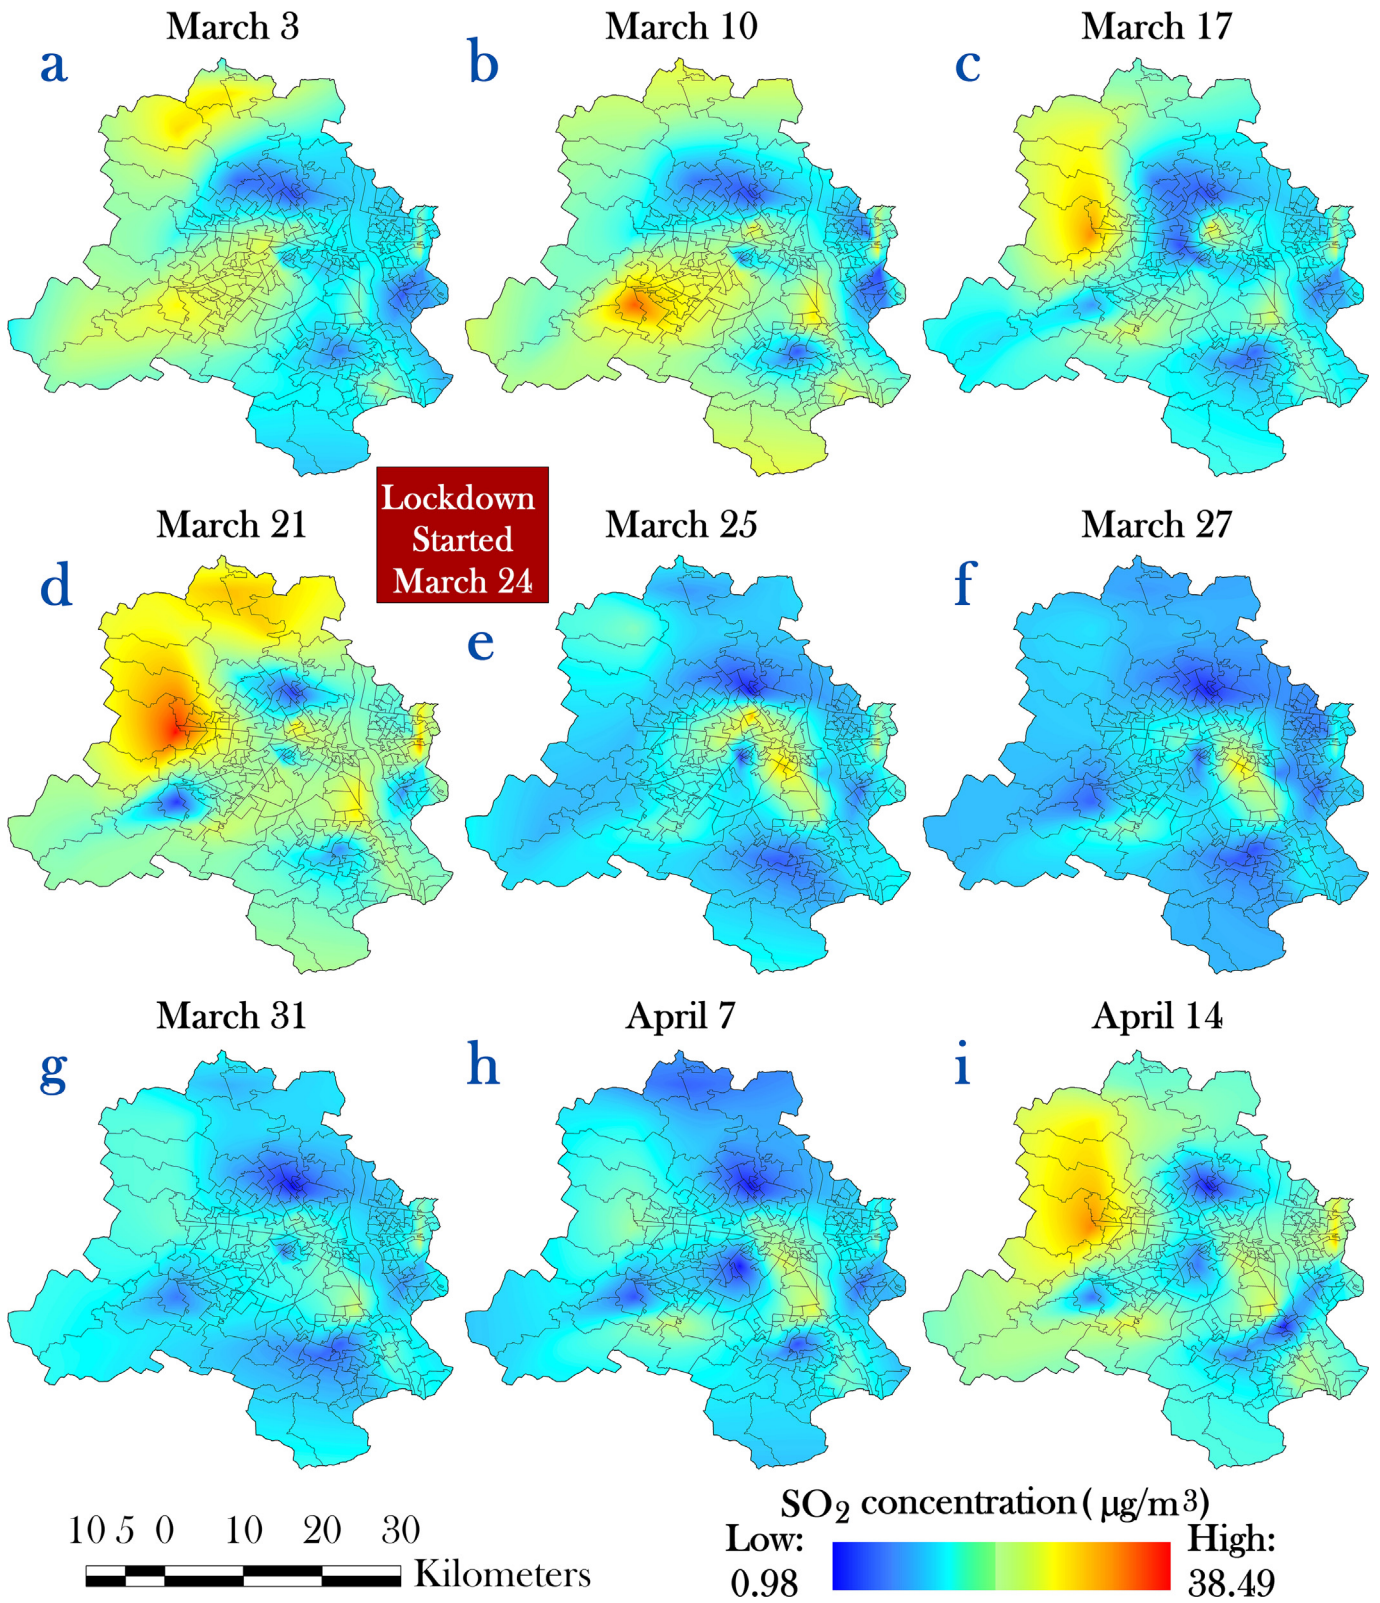 March 3
March 10
March 17
a
b
c
Lockdown
Started
March 24
March 21
March 25
March 27
d
e
f
March 31
April 7
April 14
g
h
i
SO2 concentration ( µg/m3)
10 5 0 10 20 30
Kilometers
Low:
0.98
High:
38.49